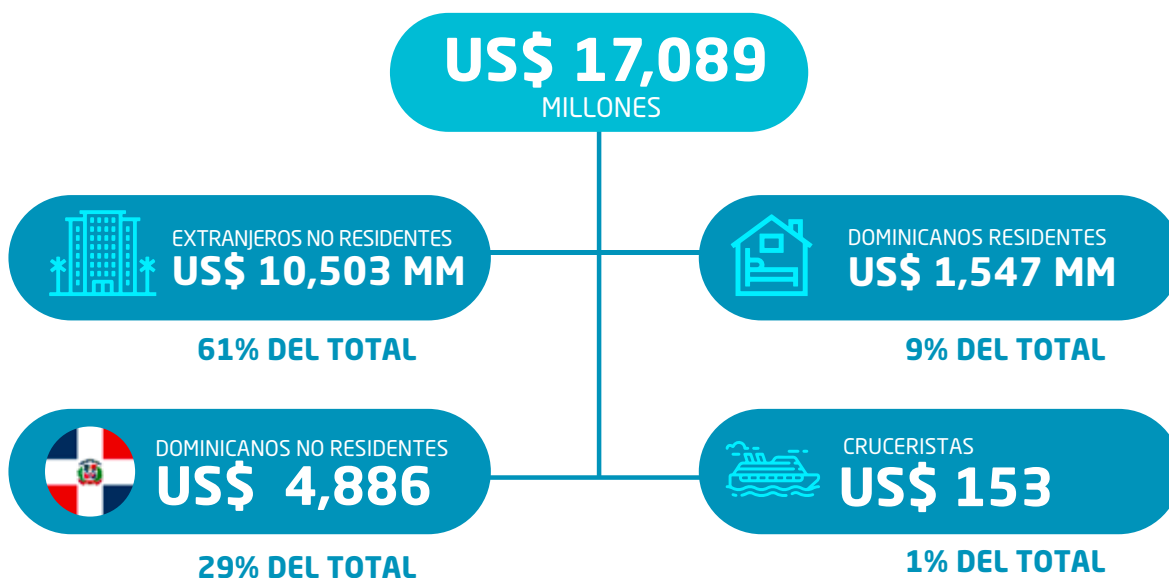 US$ 17,089
MILLONES
EXTRANJEROS NO RESIDENTES
US$ 10,503 MM
61% DEL TOTAL
DOMINICANOS RESIDENTES
US$ 1,547 MM
9% DEL TOTAL
DOMINICANOS NO RESIDENTES
US$ 4,886
29% DEL TOTAL
CRUCERISTAS
US$ 153
1% DEL TOTAL